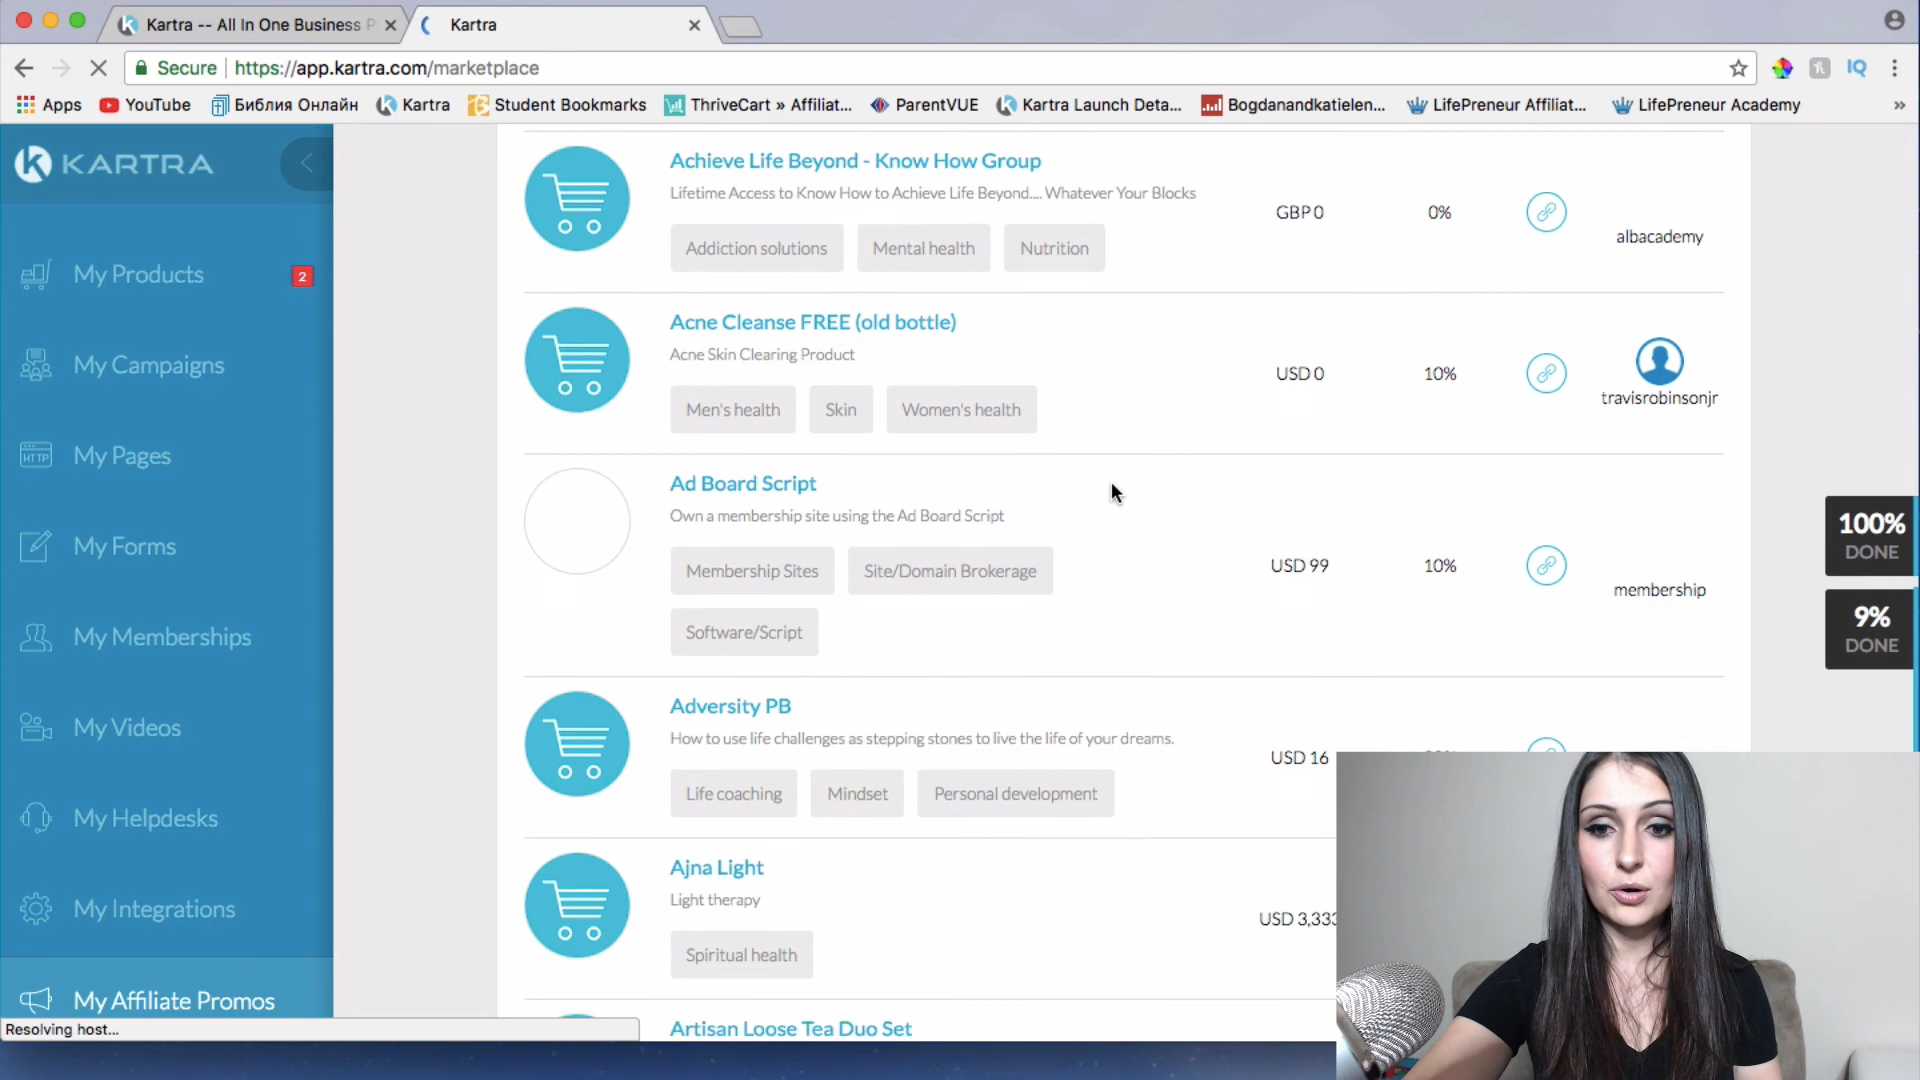 Kartra -- All In One Business P
Kartra
Secure
https://app.kartra.com/marketplace
IQ
Apps
YouTube
Библия Онлайн
Kartra
Student Bookmarks
ThriveCart » Affiliat...
ParentVUE
Kartra Launch Deta...
Bogdanandkatielen...
LifePreneur Affiliat...
LifePreneur Academy
»
KARTRA
My Products
2
My Campaigns
HTTP
My Pages
My Forms
My Memberships
My Videos
My Helpdesks
My Integrations
My Affiliate Promos
Resolving host...
Achieve Life Beyond - Know How Group
Lifetime Access to Know How to Achieve Life Beyond.... Whatever Your Blocks
Addiction solutions
Mental health
Nutrition
GBP 0
0%
albacademy
Acne Cleanse FREE (old bottle)
Acne Skin Clearing Product
Men's health
Skin
Women's health
USD 0
10%
travisrobinsonjr
Ad Board Script
Own a membership site using the Ad Board Script
Membership Sites
Site/Domain Brokerage
Software/Script
USD 99
10%
membership
Adversity PB
How to use life challenges as stepping stones to live the life of your dreams.
Life coaching
Mindset
Personal development
USD 16
Ajna Light
Light therapy
Spiritual health
USD 3,333
Artisan Loose Tea Duo Set
100%
DONE
9%
DONE